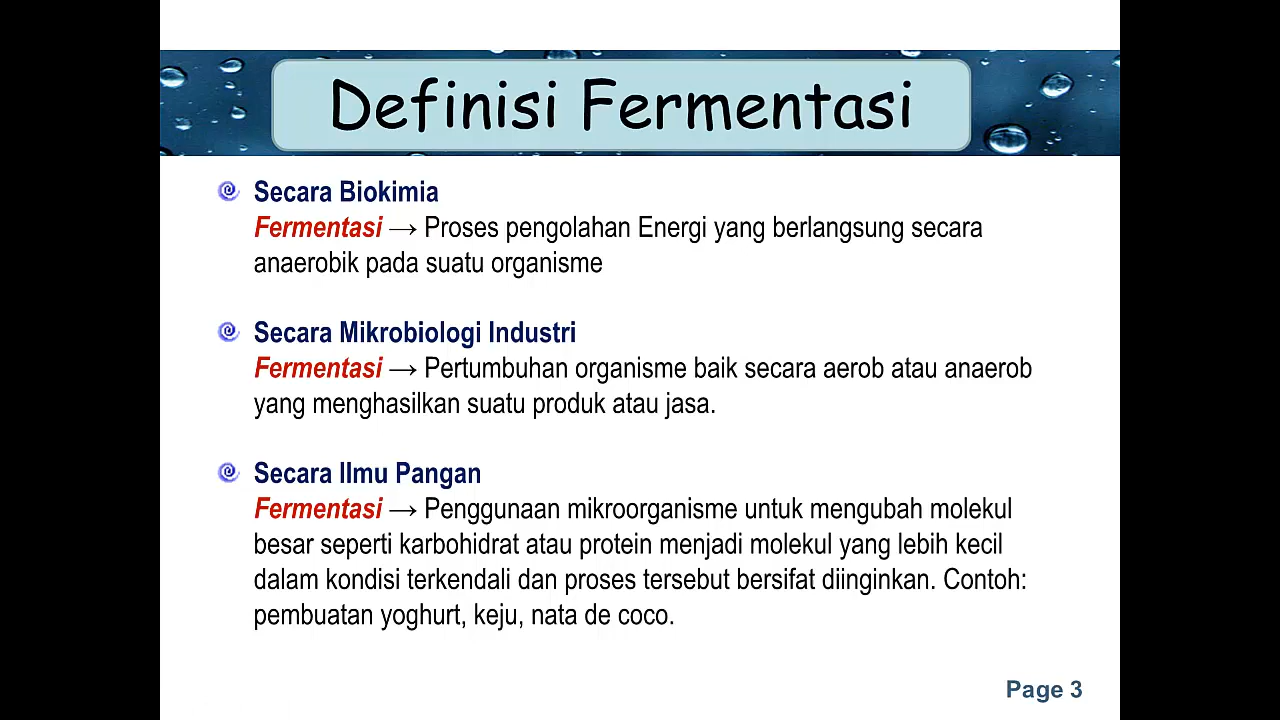 Definisi Fermentasi
Secara Biokimia
Fermentasi → Proses pengolahan Energi yang berlangsung secara
anaerobik pada suatu organisme
Secara Mikrobiologi Industri
Fermentasi → Pertumbuhan organisme baik secara aerob atau anaerob
yang menghasilkan suatu produk atau jasa.
Secara Ilmu Pangan
Fermentasi → Penggunaan mikroorganisme untuk mengubah molekul
besar seperti karbohidrat atau protein menjadi molekul yang lebih kecil
dalam kondisi terkendali dan proses tersebut bersifat diinginkan. Contoh:
pembuatan yoghurt, keju, nata de coco.
Page 3